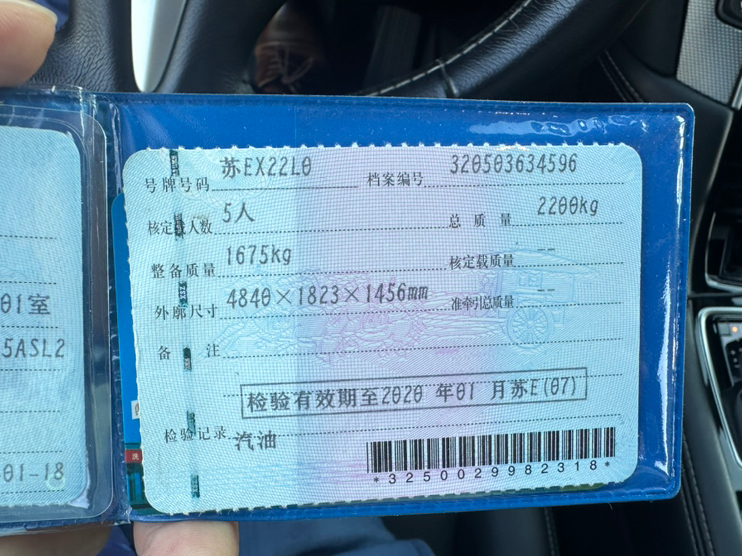 号牌号码 苏EX22L0 档案编号 320503634596
核定载人数 5人 总质量 2200kg
整备质量 1675kg 核定载质量 --
外廓尺寸 4840×1823×1456mm 准牵引总质量 --
备注
检验有效期至2020 年01 月苏E(07)
检验记录 汽油
*3250029982318*
01室
5ASL2
01-18